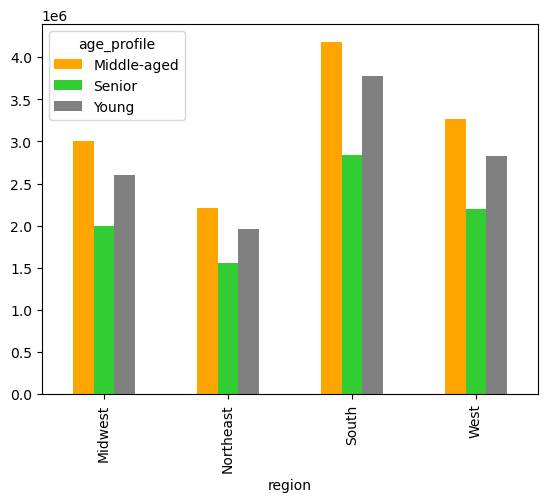 1e6
age_profile
Middle-aged
Senior
Young
4.0
3.5
3.0
2.5
2.0
1.5
1.0
0.5
0.0
Midwest
Northeast
South
West
region